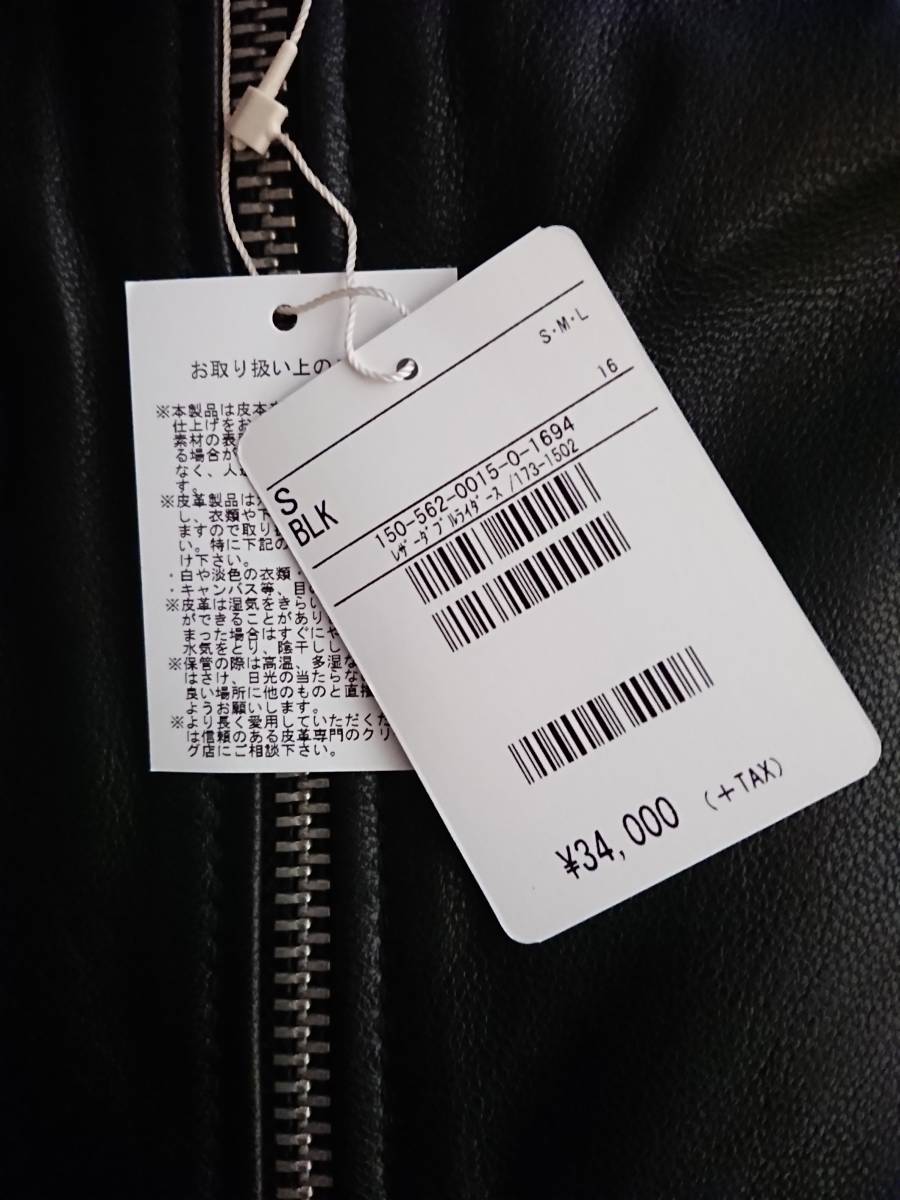 お取り扱い上の
※本製品は皮本
仕上げをお
素材の表
る場合が
なく、人
す。
※皮革製品は
し、衣類や下
ますので取り
い。特に下記の
け下さい。
・白や淡色の衣類・
・キャンバス等、目の
※皮革は湿気をきらい
ができることがあり
まった場合はすぐにや
水気をとり、陰干しし
※保管の際は高温、多湿な
はさけ、日光の当たらな
良い場所に他のものと直接
ようお願いします。
※より長く愛用していただくた
は信頼のある皮革専門のクリ
グ店にご相談下さい。
S・M・L
16
S
BLK
150-562-0015-0-1694
ﾚｻﾞｰﾀﾞﾌﾞﾙﾗｲﾀﾞｰｽ /173-1502
¥34,000 (+TAX)